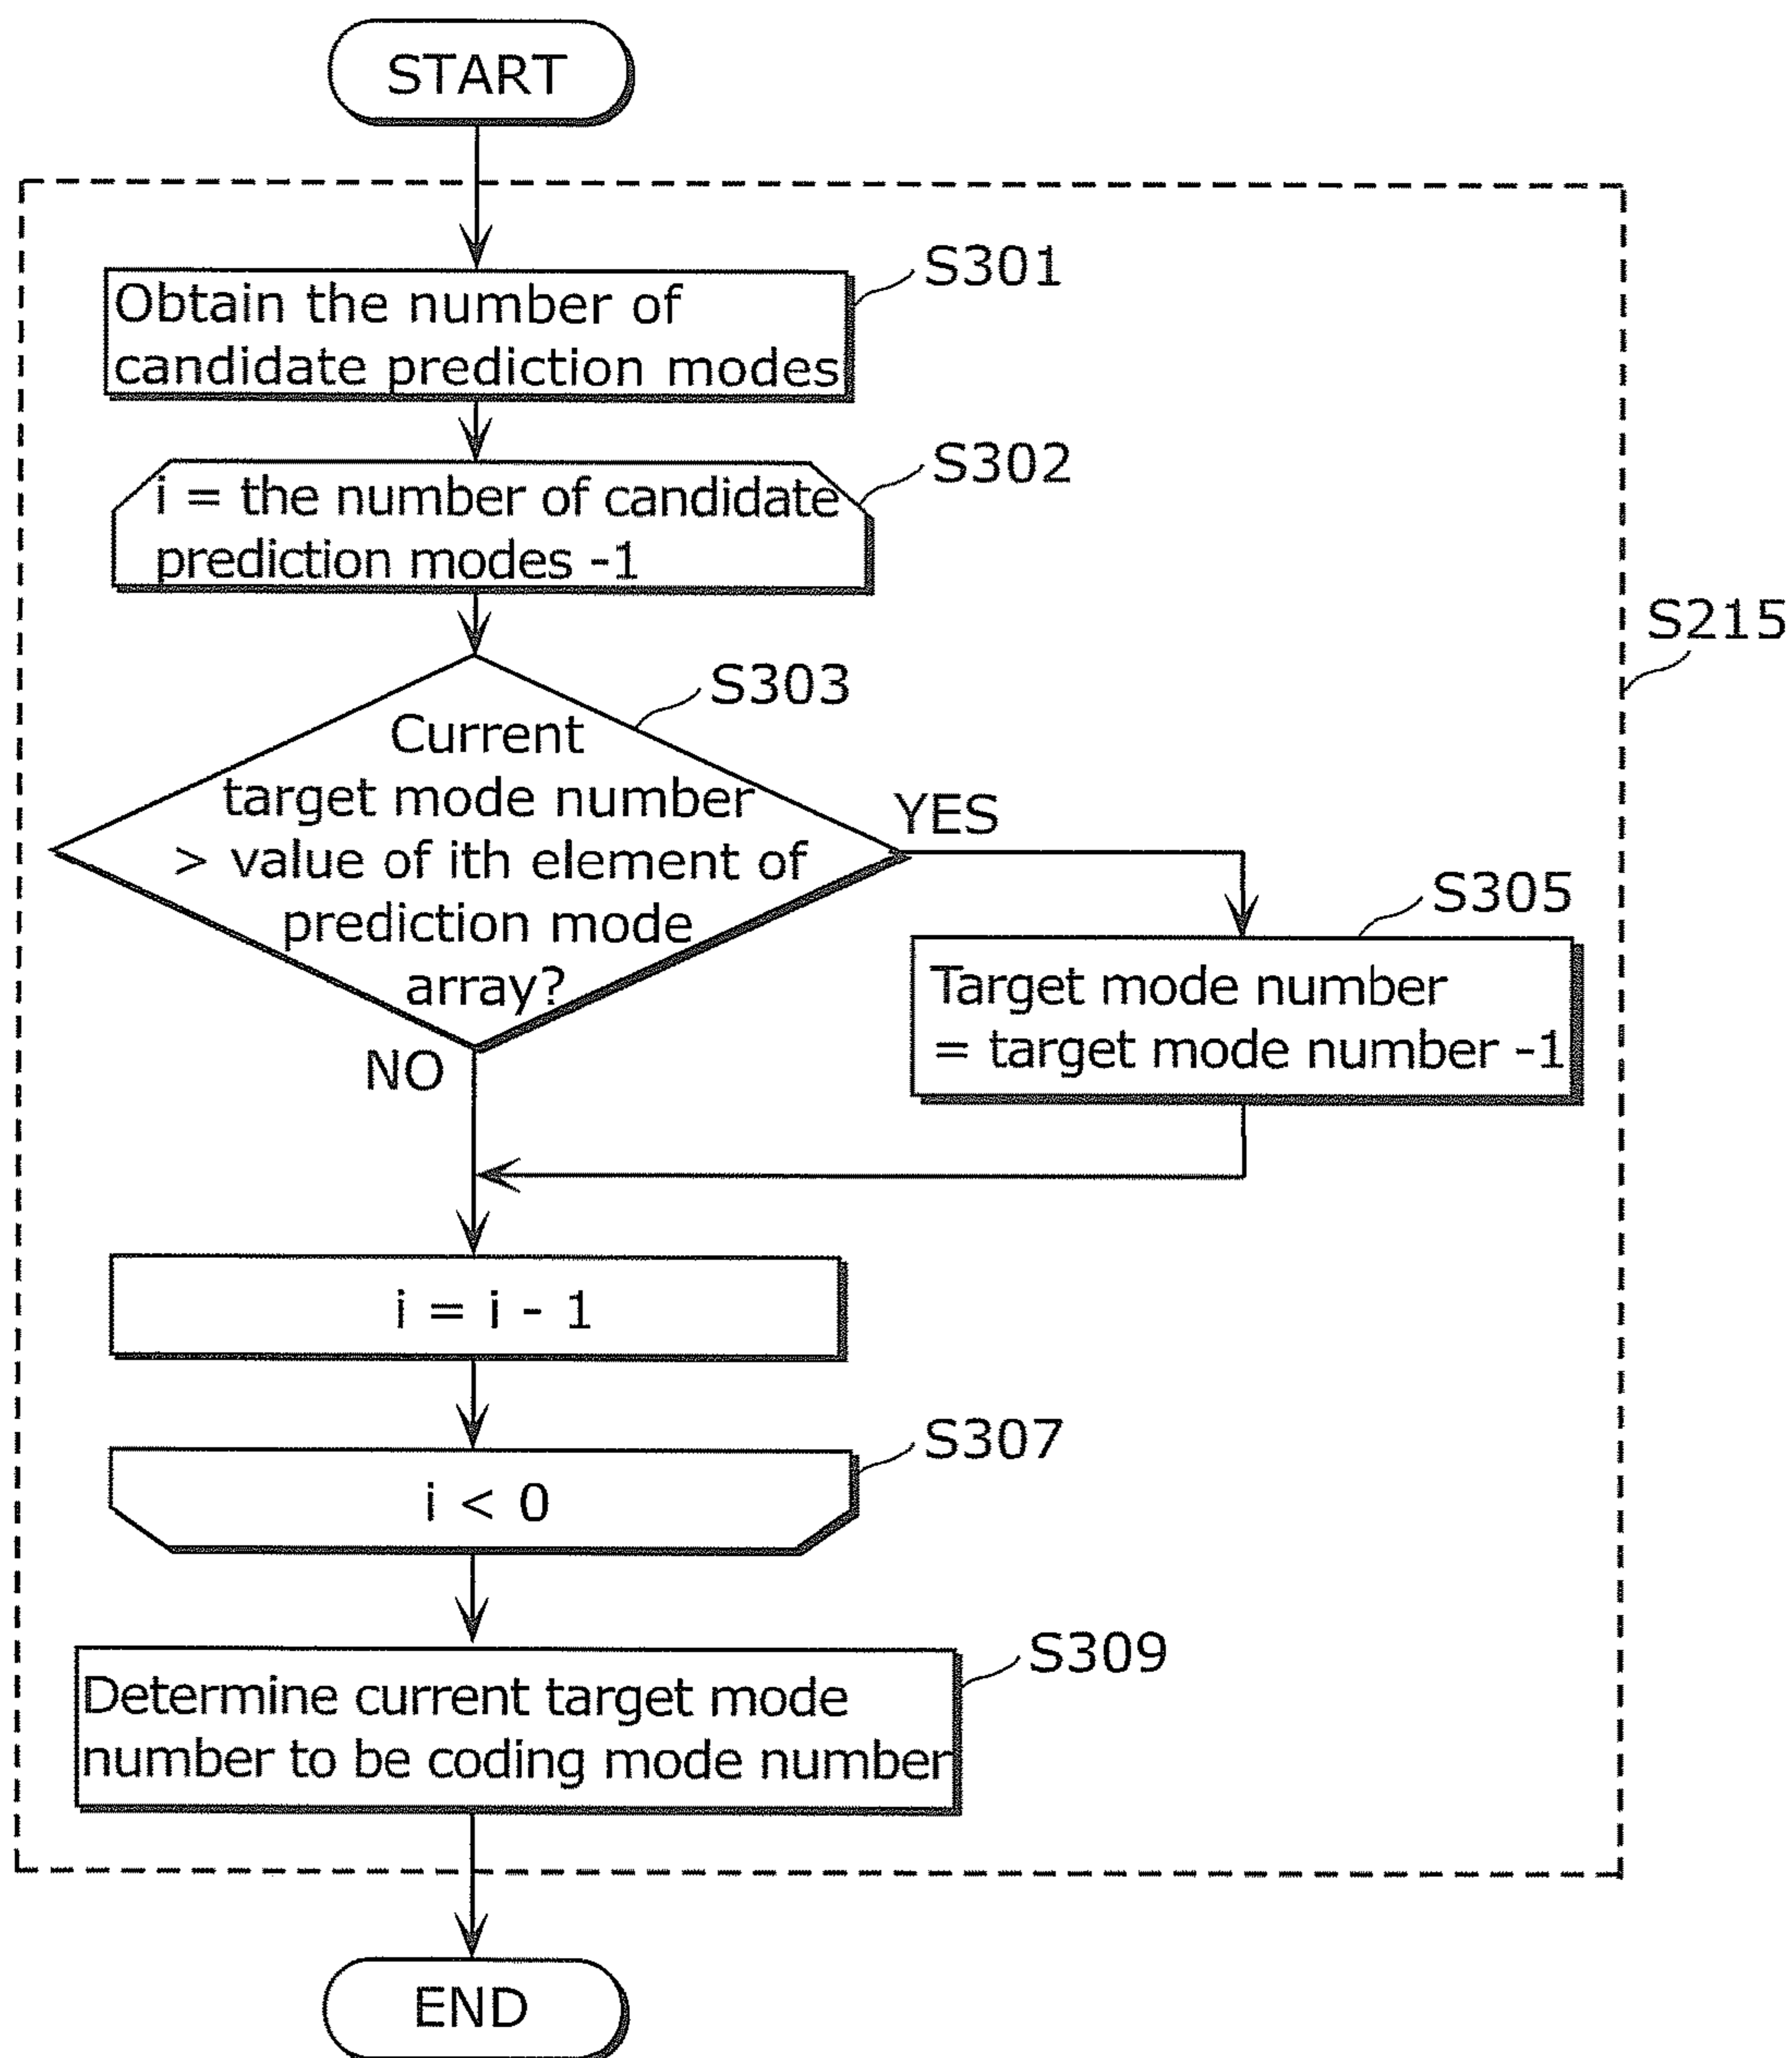 START
S301
Obtain the number of
candidate prediction modes
S302
i = the number of candidate
prediction modes -1
S215
S303
Current
target mode number
> value of ith element of
prediction mode
array?
YES
NO
S305
Target mode number
= target mode number -1
i = i - 1
S307
i < 0
S309
Determine current target mode
number to be coding mode number
END